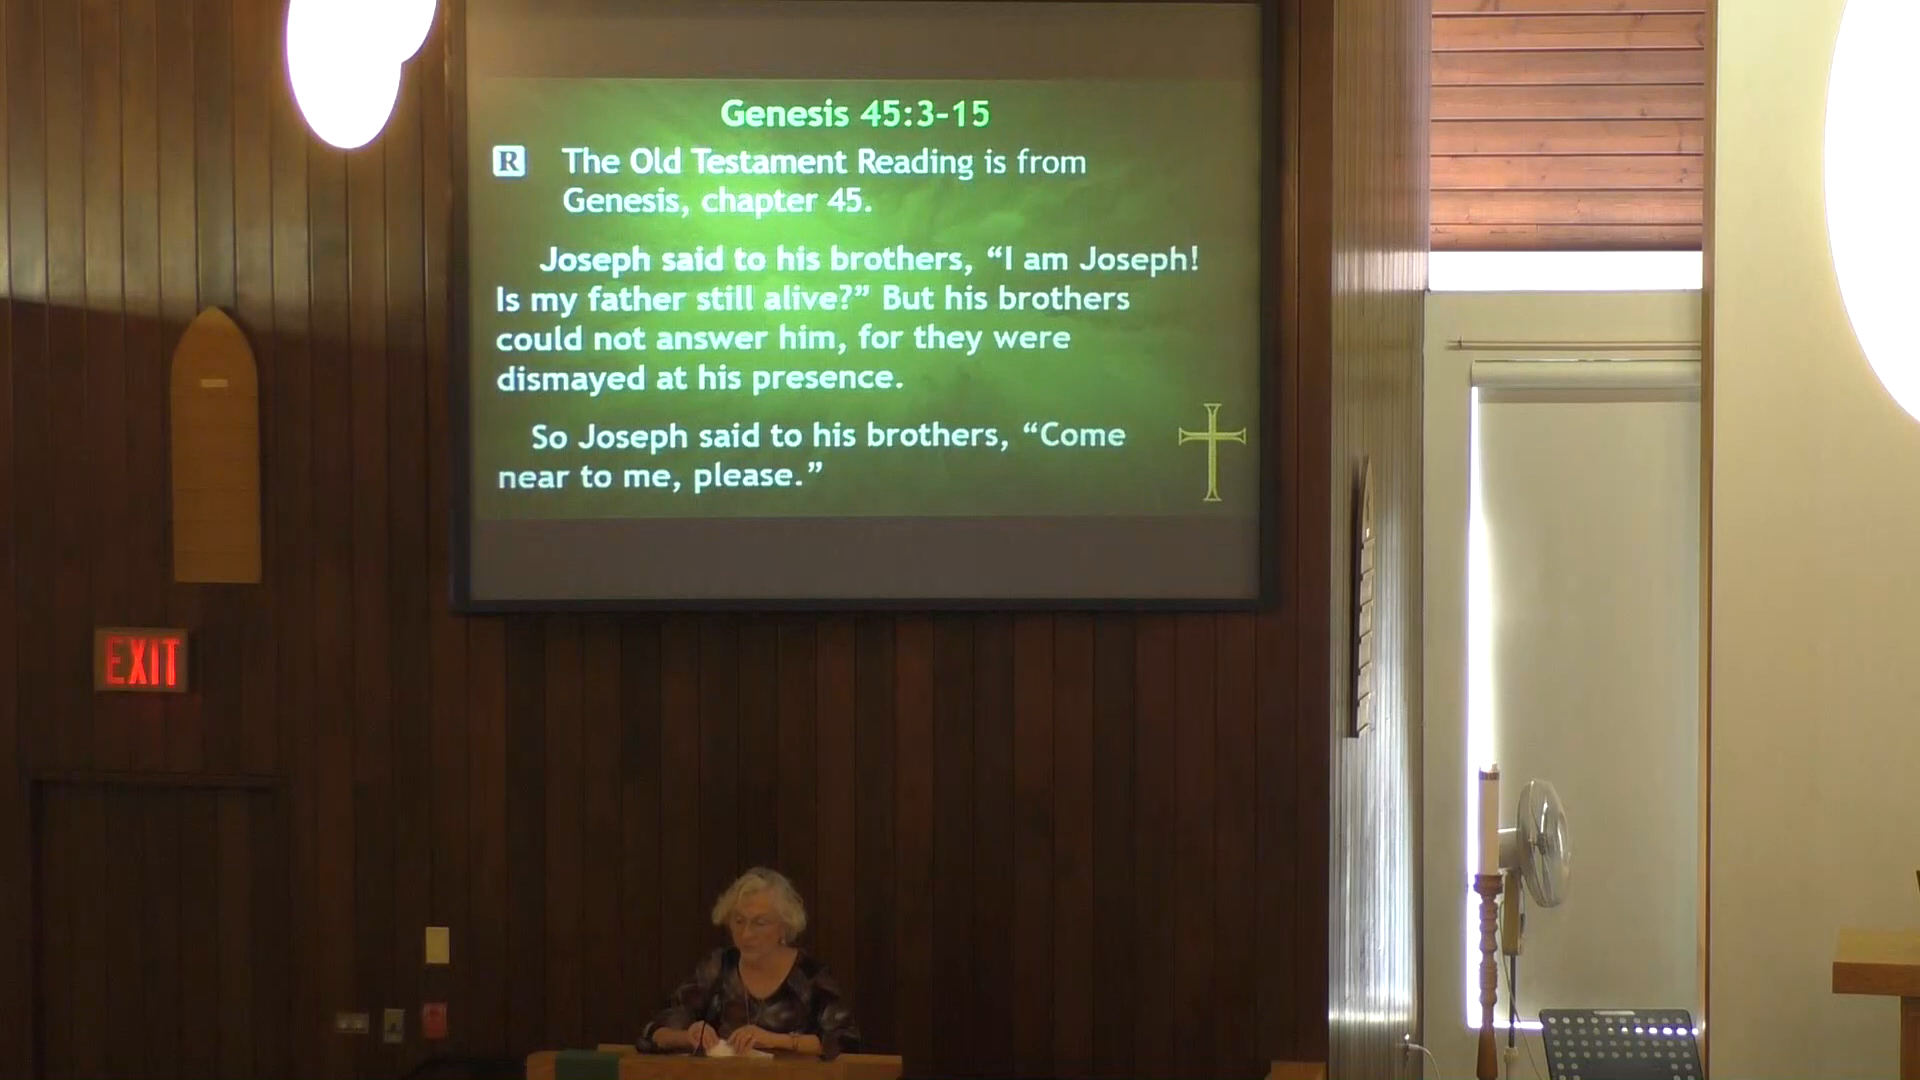 Genesis 45:3-15
R The Old Testament Reading is from
Genesis, chapter 45.
Joseph said to his brothers, “I am Joseph!
Is my father still alive?” But his brothers
could not answer him, for they were
dismayed at his presence.
So Joseph said to his brothers, “Come
near to me, please.”
EXIT